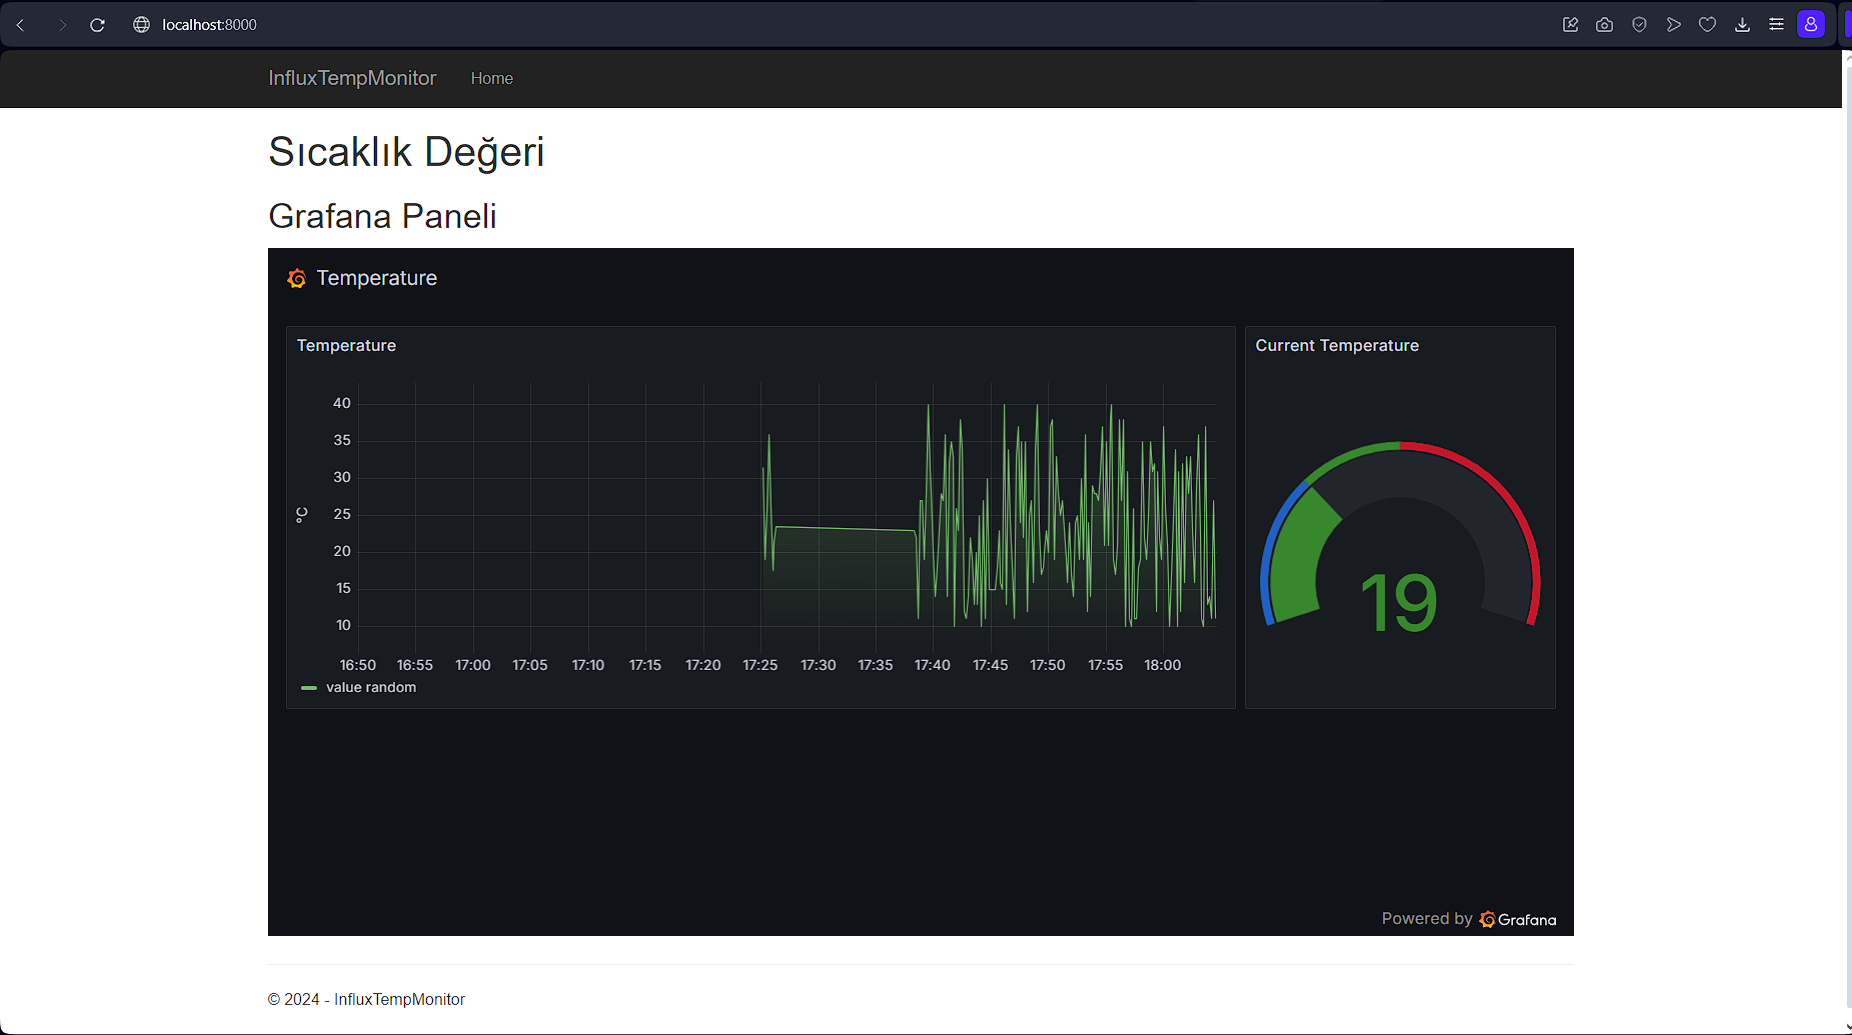 localhost:8000
InfluxTempMonitor Home
Sıcaklık Değeri
Grafana Paneli
Temperature
Temperature
40
35
30
25
20
15
10
°C
16:50 16:55 17:00 17:05 17:10 17:15 17:20 17:25 17:30 17:35 17:40 17:45 17:50 17:55 18:00
value random
Current Temperature
19
Powered by Grafana
© 2024 - InfluxTempMonitor